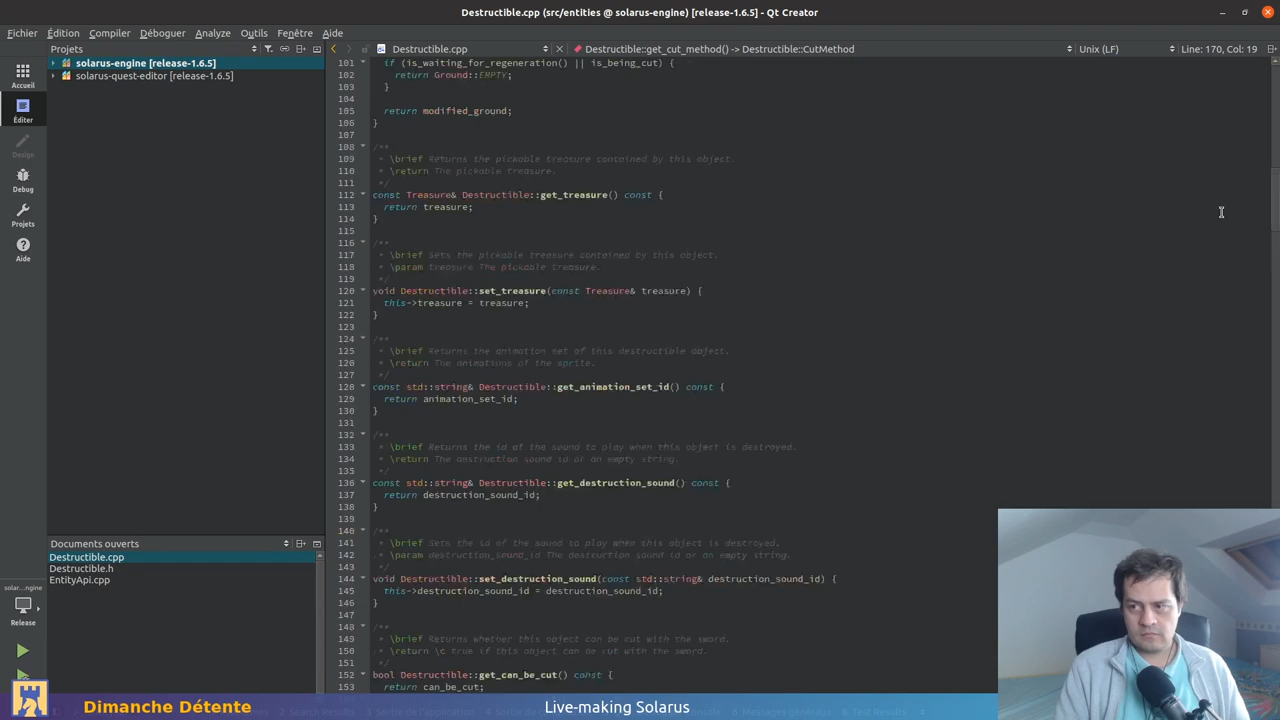 Destructible.cpp (src/entities @ solarus-engine) [release-1.6.5] - Qt Creator
Fichier Édition Compiler Déboguer Analyze Outils Fenêtre Aide
Projets
Destructible.cpp
Destructible::get_cut_method() -> Destructible::CutMethod
Unix (LF)
Line: 170, Col: 19
Accueil
Éditer
Design
Debug
Projets
Aide
solar...ngine
Release
solarus-engine [release-1.6.5]
solarus-quest-editor [release-1.6.5]
Documents ouverts
Destructible.cpp
Destructible.h
EntityApi.cpp
101 if (is_waiting_for_regeneration() || is_being_cut) {
102 return Ground::EMPTY;
103 }
104
105 return modified_ground;
106 }
107
108 /**
109 * \brief Returns the pickable treasure contained by this object.
110 * \return The pickable treasure.
111 */
112 const Treasure& Destructible::get_treasure() const {
113 return treasure;
114 }
115
116 /**
117 * \brief Sets the pickable treasure contained by this object.
118 * \param treasure The pickable treasure.
119 */
120 void Destructible::set_treasure(const Treasure& treasure) {
121 this->treasure = treasure;
122 }
123
124 /**
125 * \brief Returns the animation set of this destructible object.
126 * \return The animations of the sprite.
127 */
128 const std::string& Destructible::get_animation_set_id() const {
129 return animation_set_id;
130 }
131
132 /**
133 * \brief Returns the id of the sound to play when this object is destroyed.
134 * \return The destruction sound id or an empty string.
135 */
136 const std::string& Destructible::get_destruction_sound() const {
137 return destruction_sound_id;
138 }
139
140 /**
141 * \brief Sets the id of the sound to play when this object is destroyed.
142 * \param destruction_sound_id The destruction sound id or an empty string.
143 */
144 void Destructible::set_destruction_sound(const std::string& destruction_sound_id) {
145 this->destruction_sound_id = destruction_sound_id;
146 }
147
148 /**
149 * \brief Returns whether this object can be cut with the sword.
150 * \return \c true if this object can be cut with the sword.
151 */
152 bool Destructible::get_can_be_cut() const {
153 return can_be_cut;
Dimanche Détente
Live-making Solarus